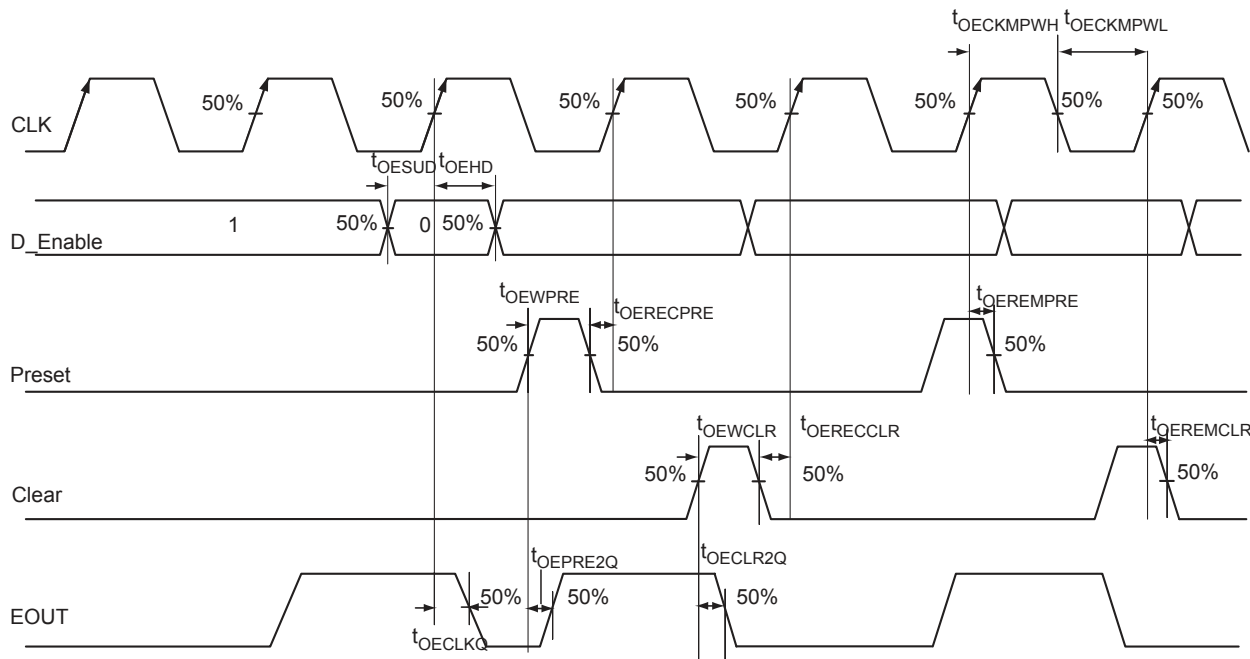 tOECKMPWH tOECKMPWL
CLK 50% 50% 50% 50% 50% 50% 50%
tOESUD tOEHD
D_Enable 1 50% 0 50%
tOEWPRE tOERECPRE tOEREMPRE
Preset 50% 50% 50%
tOEWCLR tOERECCLR tOEREMCLR
Clear 50% 50% 50%
tOEPRE2Q tOECLR2Q
EOUT 50% 50% 50%
tOECLKQ